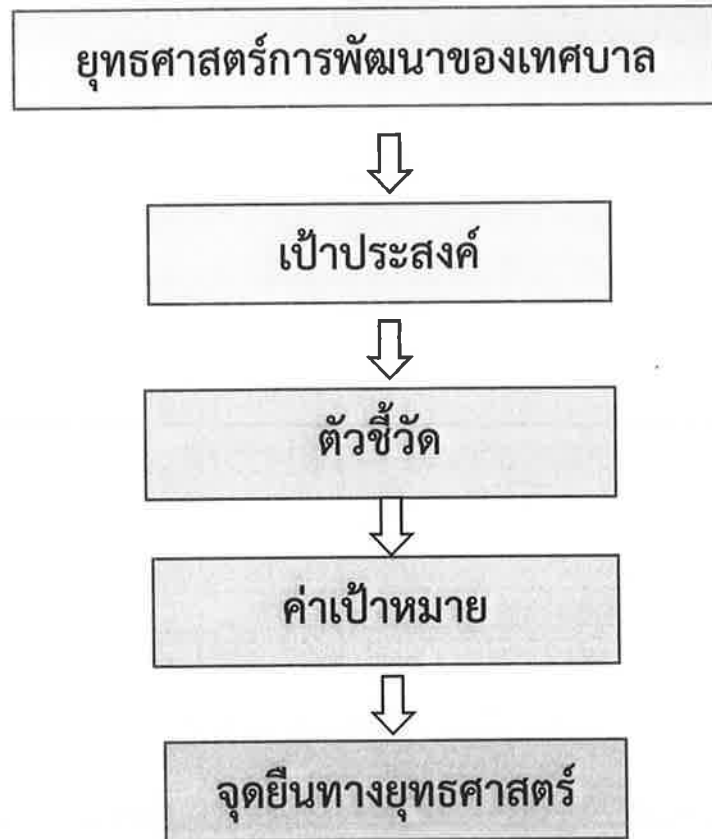 ยุทธศาสตร์การพัฒนาของเทศบาล
เป้าประสงค์
ตัวชี้วัด
ค่าเป้าหมาย
จุดยืนทางยุทธศาสตร์